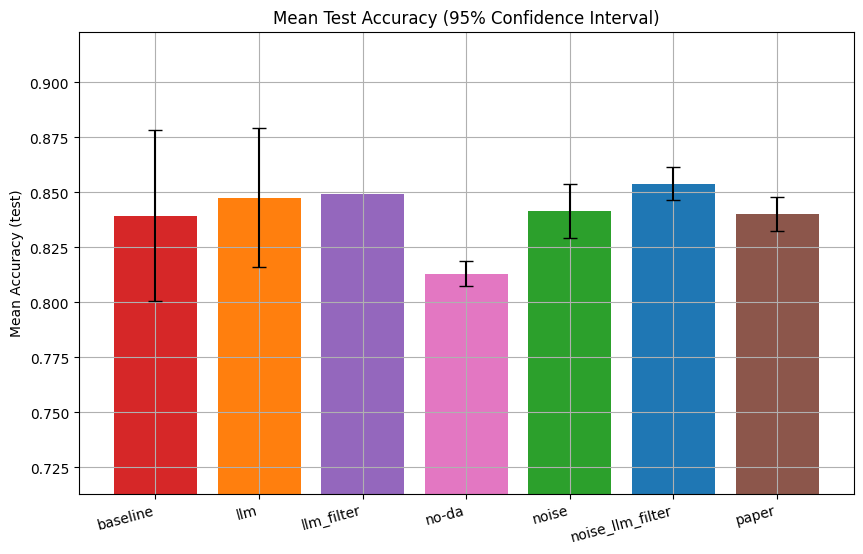 Mean Test Accuracy (95% Confidence Interval)
Mean Accuracy (test)
0.900
0.875
0.850
0.825
0.800
0.775
0.750
0.725
baseline
llm
llm_filter
no-da
noise
noise_llm_filter
paper